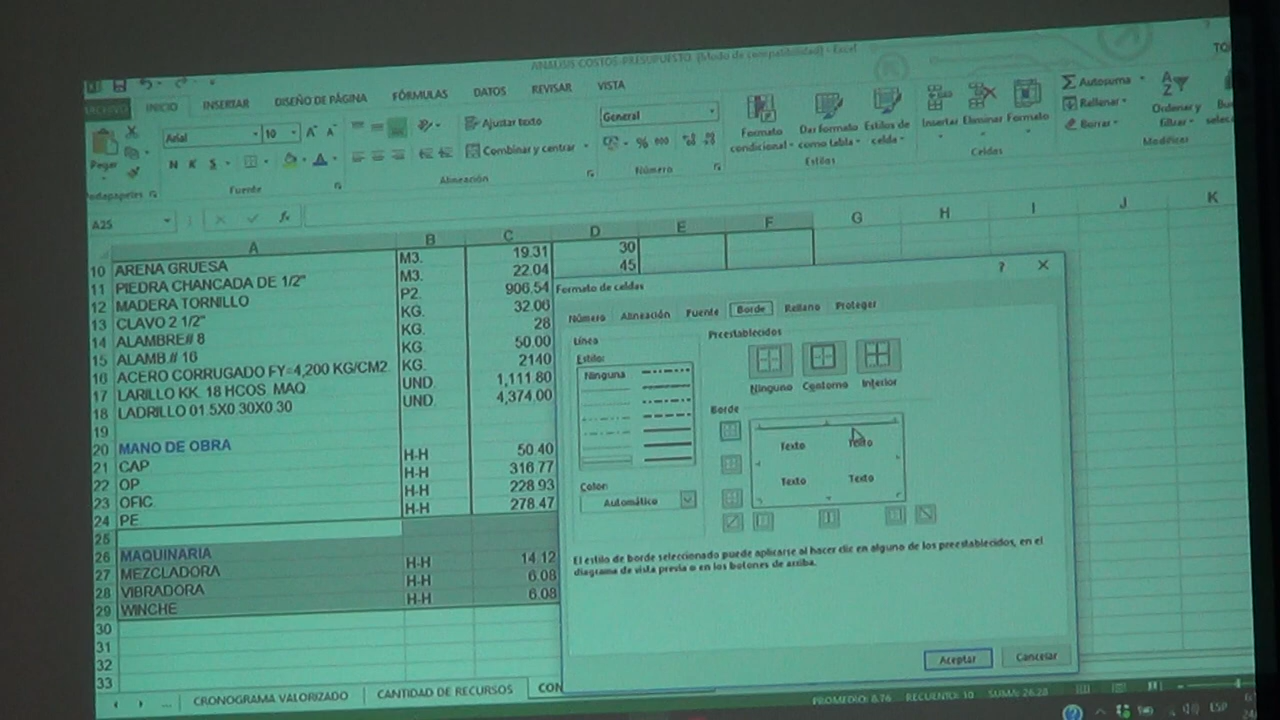 ANALISIS COSTOS-PRESUPUESTO [Modo de compatibilidad] - Excel
ARCHIVO INICIO INSERTAR DISEÑO DE PÁGINA FÓRMULAS DATOS REVISAR VISTA
Pegar
Portapapeles
Arial 10
N K S
Fuente
Ajustar texto
Combinar y centrar
Alineación
General
% 000
Número
Formato condicional
Dar formato como tabla
Estilos de celda
Estilos
Insertar Eliminar Formato
Celdas
Autosuma
Rellenar
Borrar
Ordenar y filtrar
Modificar
A25 fx
A B C D E F G H I J K
10 ARENA GRUESA M3. 19.31 30
11 PIEDRA CHANCADA DE 1/2" M3. 22.04 45
12 MADERA TORNILLO P2. 906.54
13 CLAVO 2 1/2" KG. 32.06
14 ALAMBRE# 8 KG. 28
15 ALAMB.# 16 KG. 50.00
16 ACERO CORRUGADO FY=4,200 KG/CM2 KG. 2140
17 LARILLO KK. 18 HCOS. MAQ UND. 1,111.80
18 LADRILLO 01.5X0.30X0.30 UND. 4,374.00
19
20 MANO DE OBRA
21 CAP H-H 50.40
22 OP H-H 316.77
23 OFIC. H-H 228.93
24 PE H-H 278.47
25
26 MAQUINARIA
27 MEZCLADORA H-H 14.12
28 VIBRADORA H-H 6.08
29 WINCHE H-H 6.08
30
31
32
33
Formato de celdas ?
Número Alineación Fuente Borde Relleno Proteger
Línea
Estilo:
Ninguna
Color:
Automático
Preestablecidos
Ninguno Contorno Interior
Borde
Texto Texto
Texto Texto
El estilo de borde seleccionado puede aplicarse al hacer clic en alguno de los preestablecidos, en el
diagrama de vista previa o en los botones de arriba.
Aceptar Cancelar
... CRONOGRAMA VALORIZADO CANTIDAD DE RECURSOS CON
PROMEDIO: 8.76 RECUENTO: 10 SUMA: 26.28
ESP